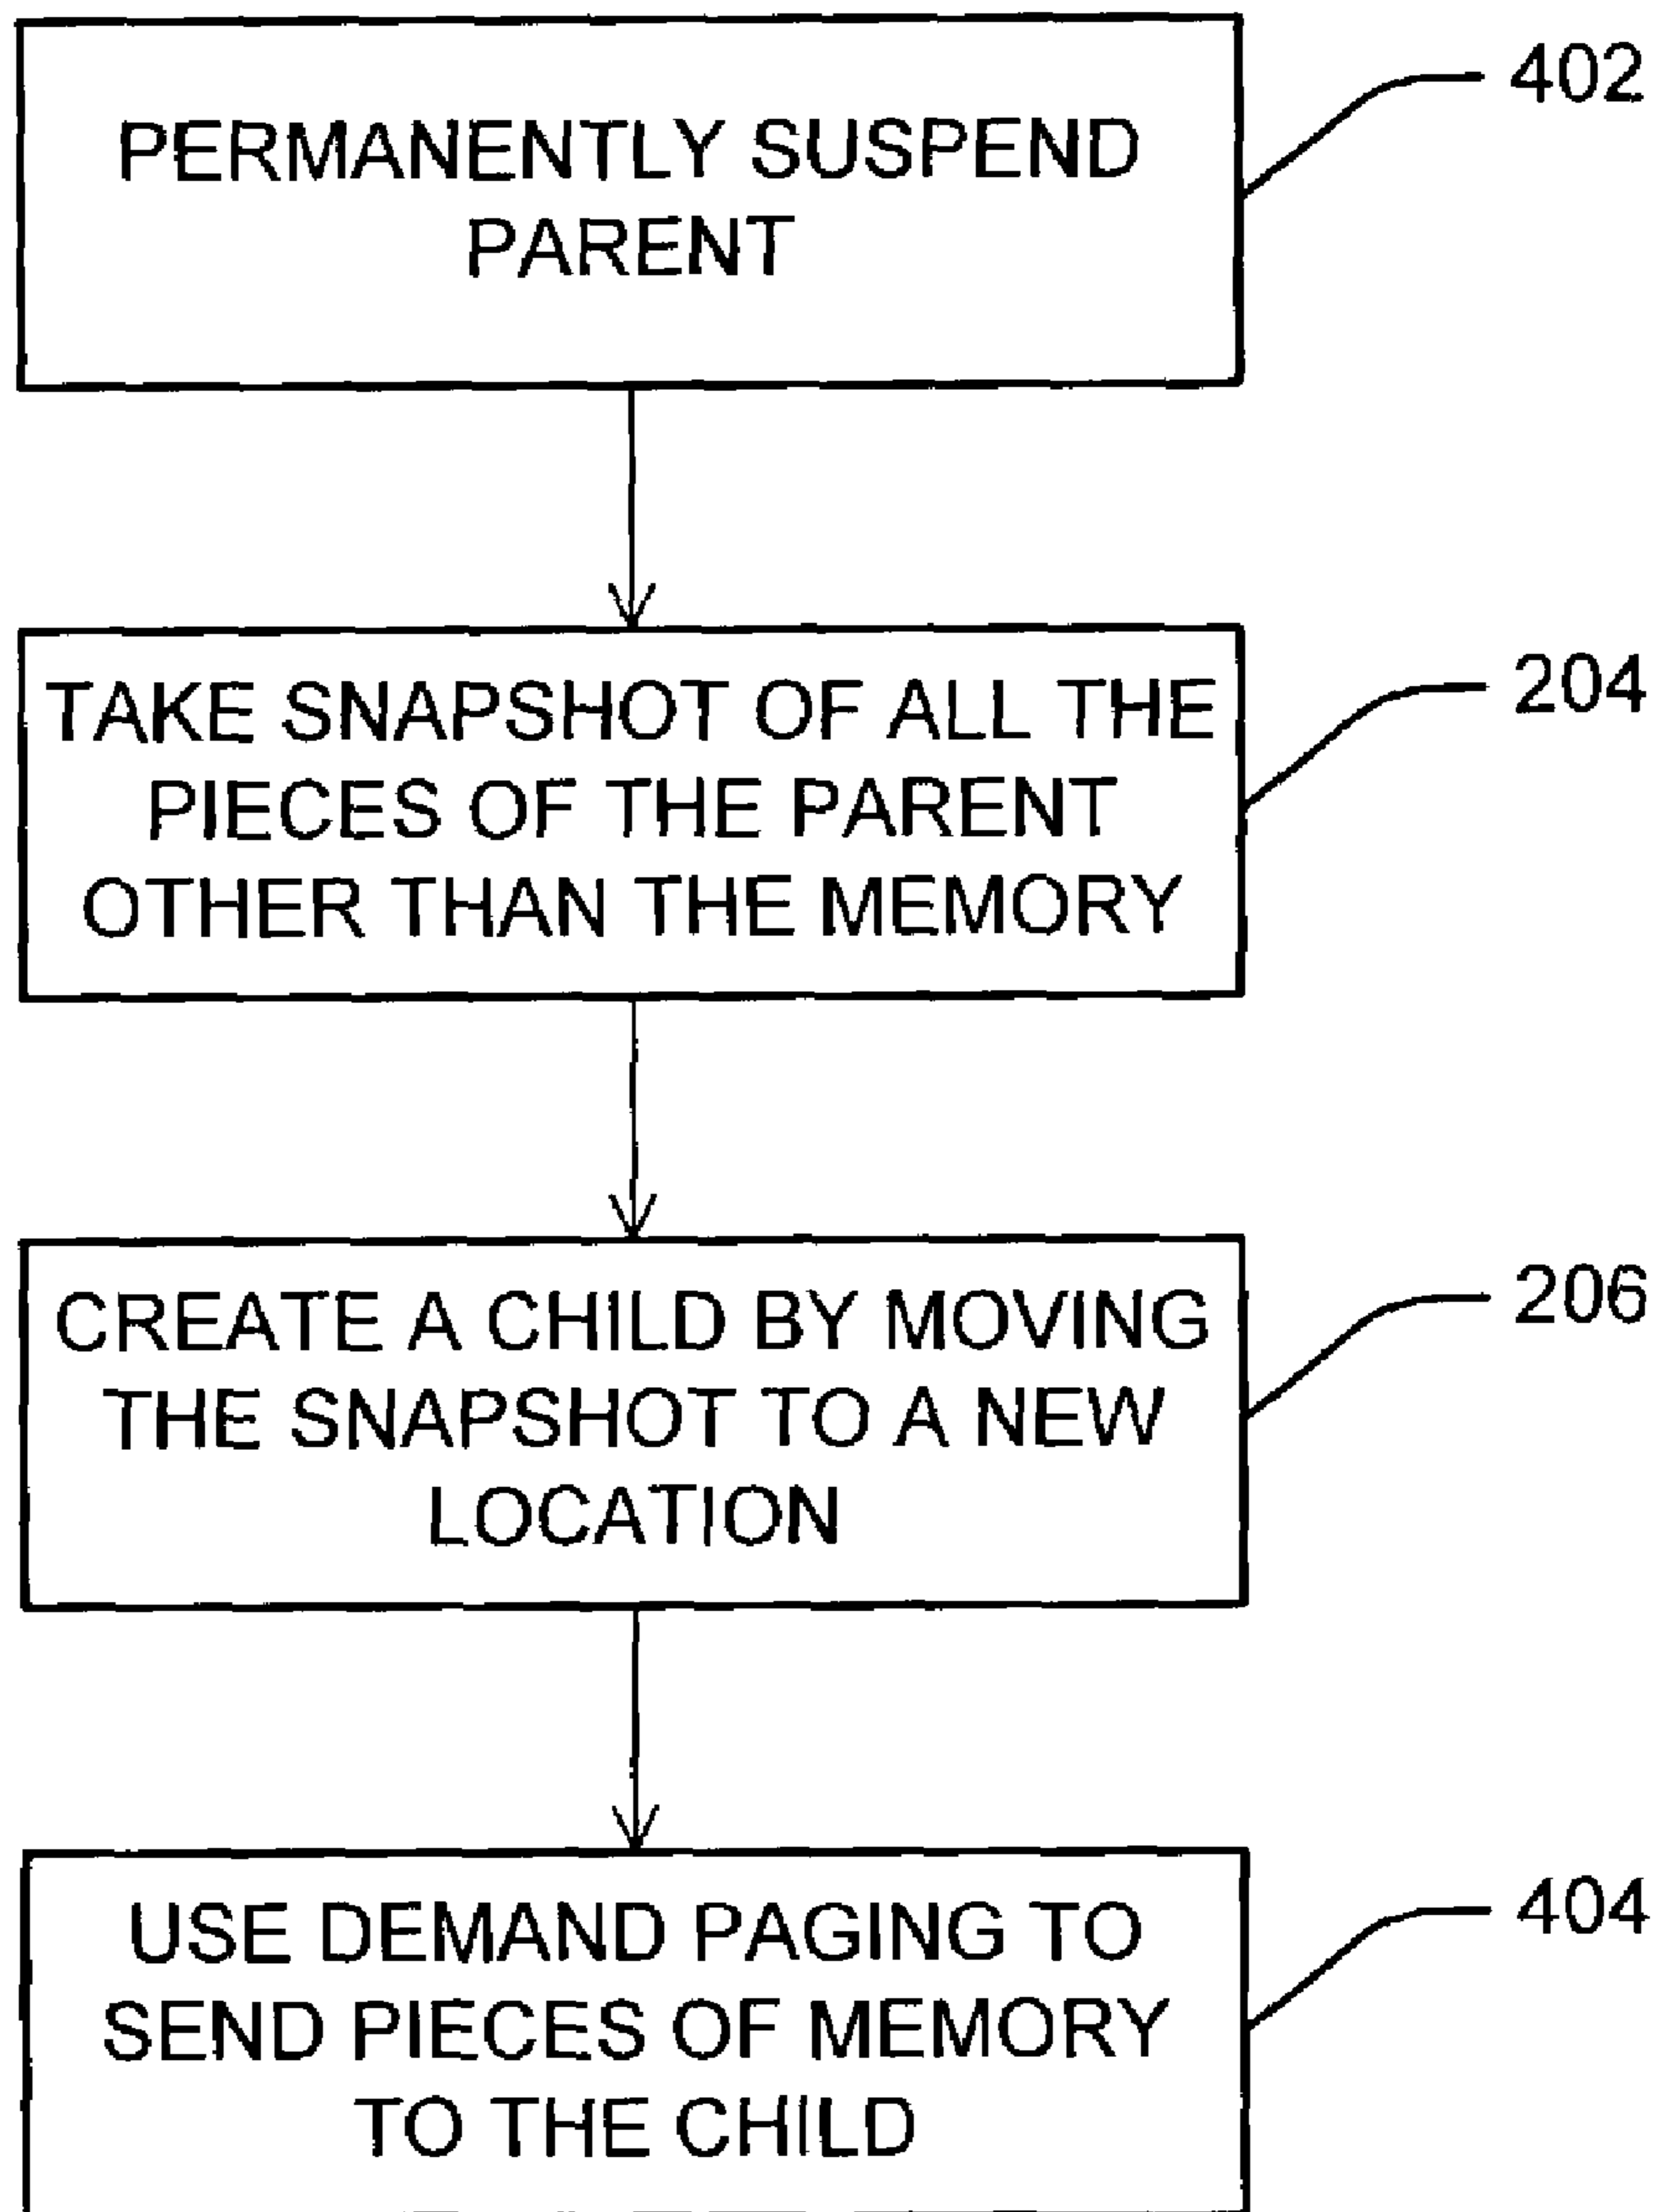 PERMANENTLY SUSPEND
PARENT
402
TAKE SNAPSHOT OF ALL THE
PIECES OF THE PARENT
OTHER THAN THE MEMORY
204
CREATE A CHILD BY MOVING
THE SNAPSHOT TO A NEW
LOCATION
206
USE DEMAND PAGING TO
SEND PIECES OF MEMORY
TO THE CHILD
404